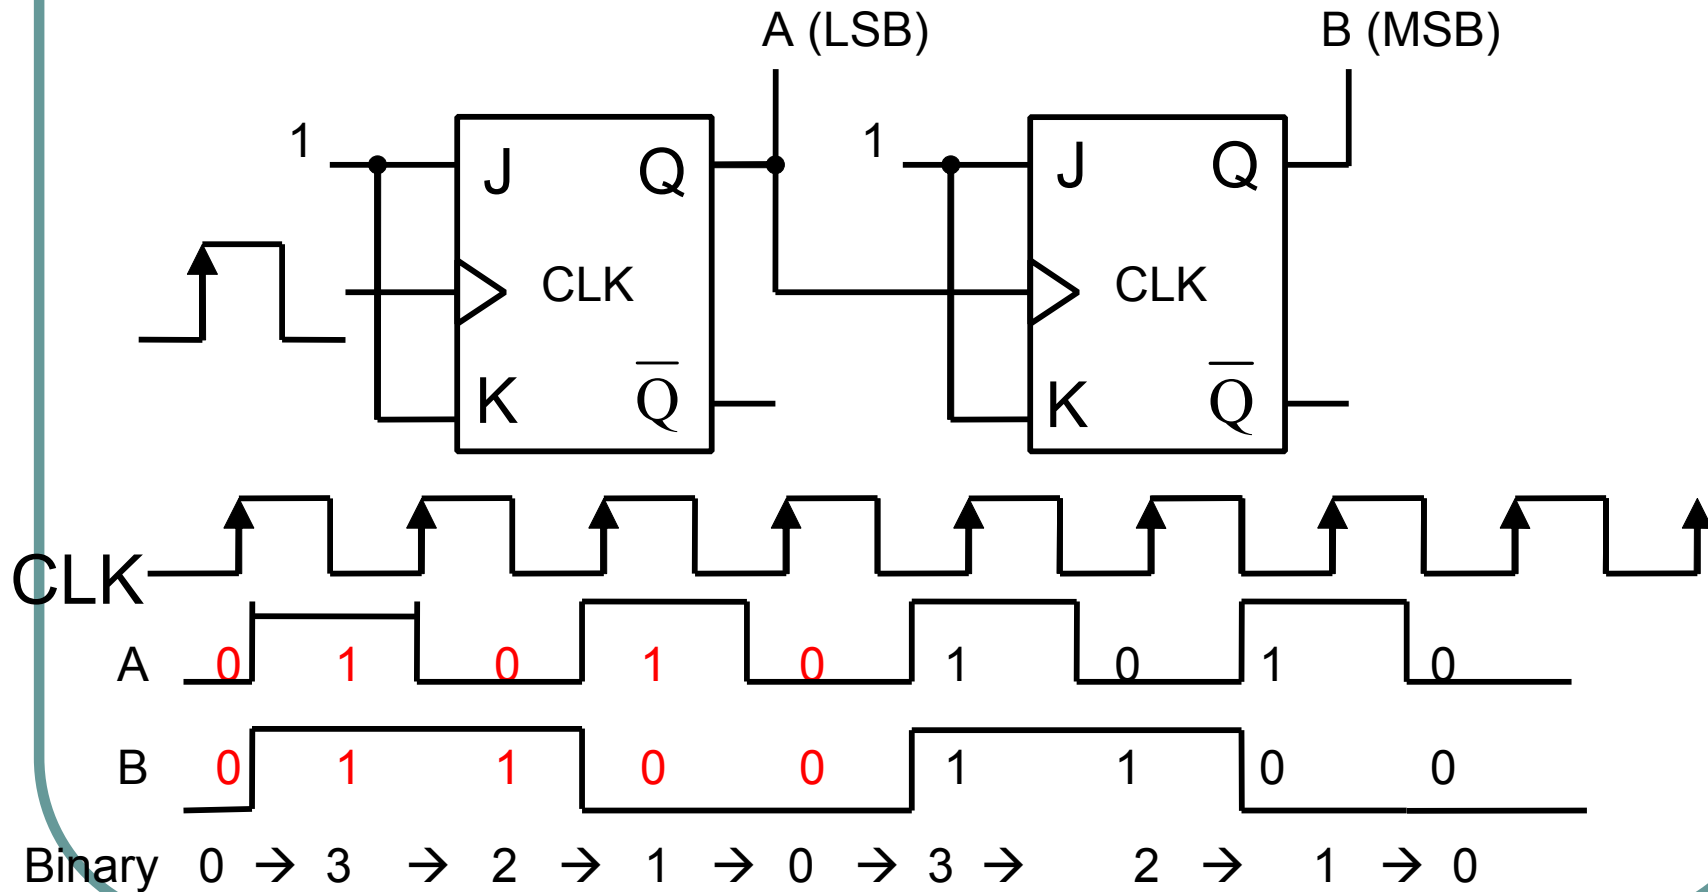 A (LSB) B (MSB)
1 J Q 1 J Q
CLK CLK
K Q̅ K Q̅
CLK
A 0 1 0 1 0 1 0 1 0
B 0 1 1 0 0 1 1 0 0
Binary 0 → 3 → 2 → 1 → 0 → 3 → 2 → 1 → 0